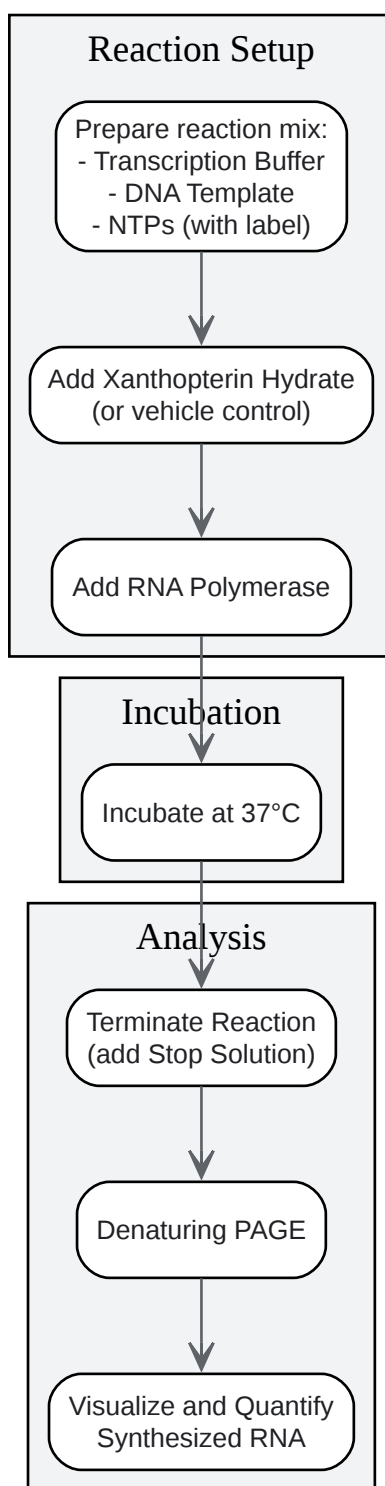 Reaction Setup
Prepare reaction mix:
- Transcription Buffer
- DNA Template
- NTPs (with label)
Add Xanthopterin Hydrate
(or vehicle control)
Add RNA Polymerase
Incubation
Incubate at 37°C
Analysis
Terminate Reaction
(add Stop Solution)
Denaturing PAGE
Visualize and Quantify
Synthesized RNA